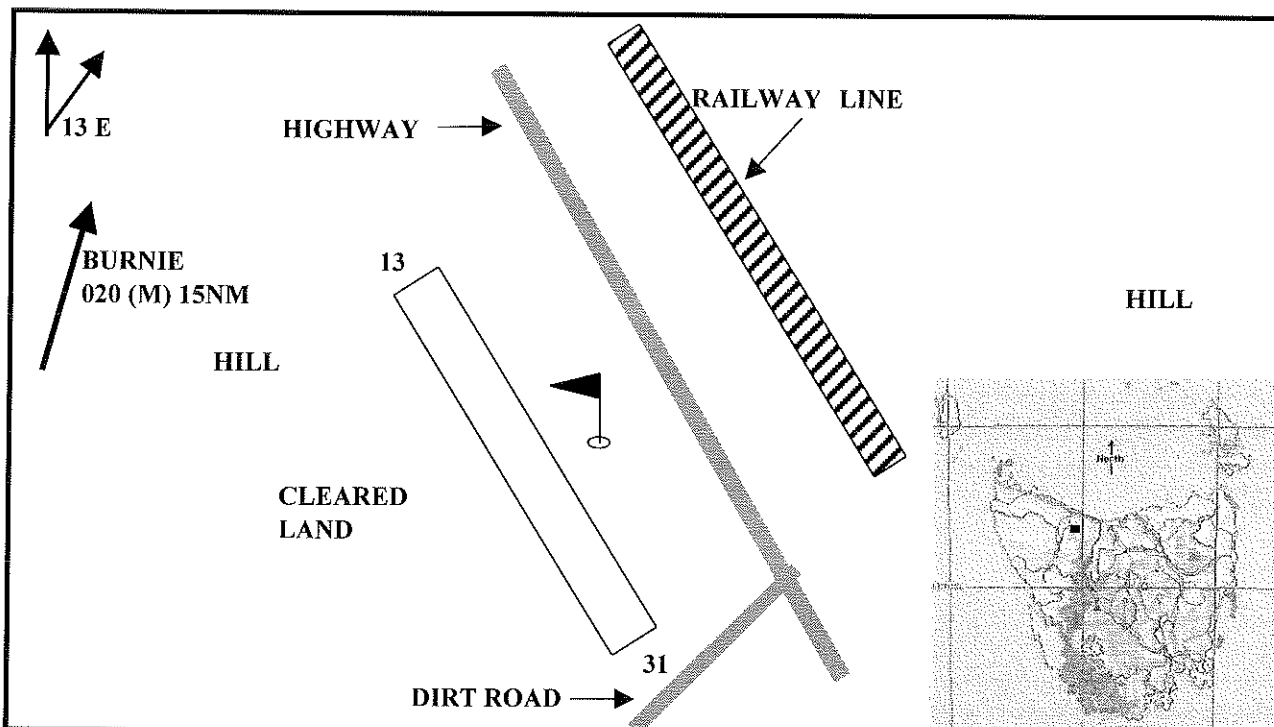 13 E
HIGHWAY
RAILWAY LINE
BURNIE
020 (M) 15NM
13
HILL
HILL
CLEARED
LAND
North
31
DIRT ROAD